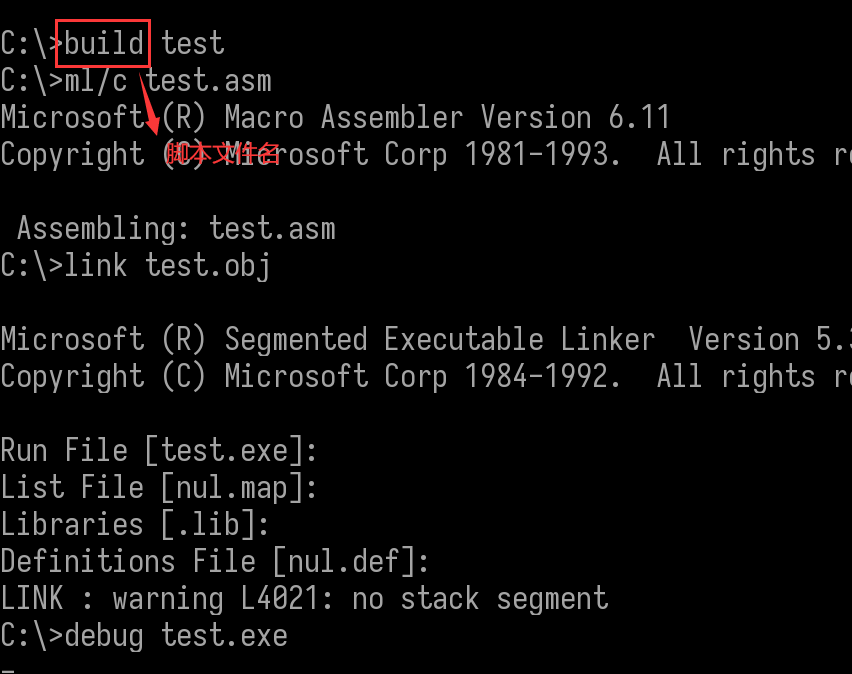 C:\>build test
C:\>ml/c test.asm
Microsoft (R) Macro Assembler Version 6.11
Copyright (C) Microsoft Corp 1981-1993.  All rights
脚本文件名

 Assembling: test.asm
C:\>link test.obj

Microsoft (R) Segmented Executable Linker  Version 5.
Copyright (C) Microsoft Corp 1984-1992.  All rights

Run File [test.exe]:
List File [nul.map]:
Libraries [.lib]:
Definitions File [nul.def]:
LINK : warning L4021: no stack segment
C:\>debug test.exe
-